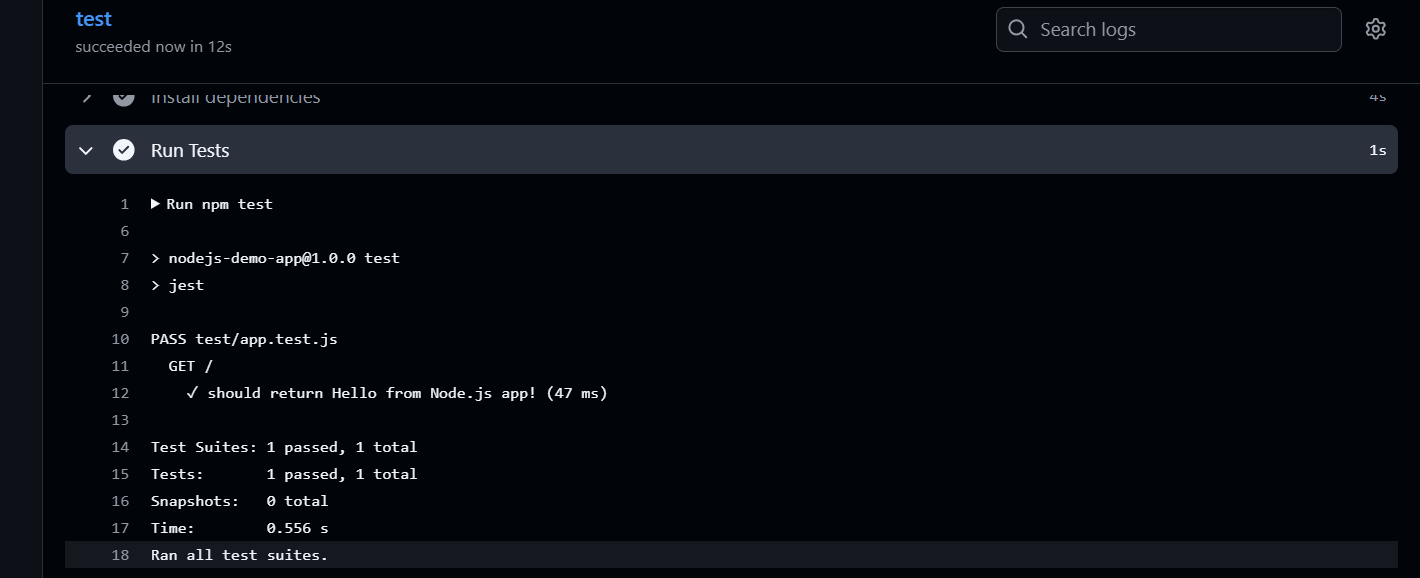 test
succeeded now in 12s
Search logs
Install dependencies 4s
Run Tests 1s
1 Run npm test
6
7 > nodejs-demo-app@1.0.0 test
8 > jest
9
10 PASS test/app.test.js
11 GET /
12 ✓ should return Hello from Node.js app! (47 ms)
13
14 Test Suites: 1 passed, 1 total
15 Tests: 1 passed, 1 total
16 Snapshots: 0 total
17 Time: 0.556 s
18 Ran all test suites.